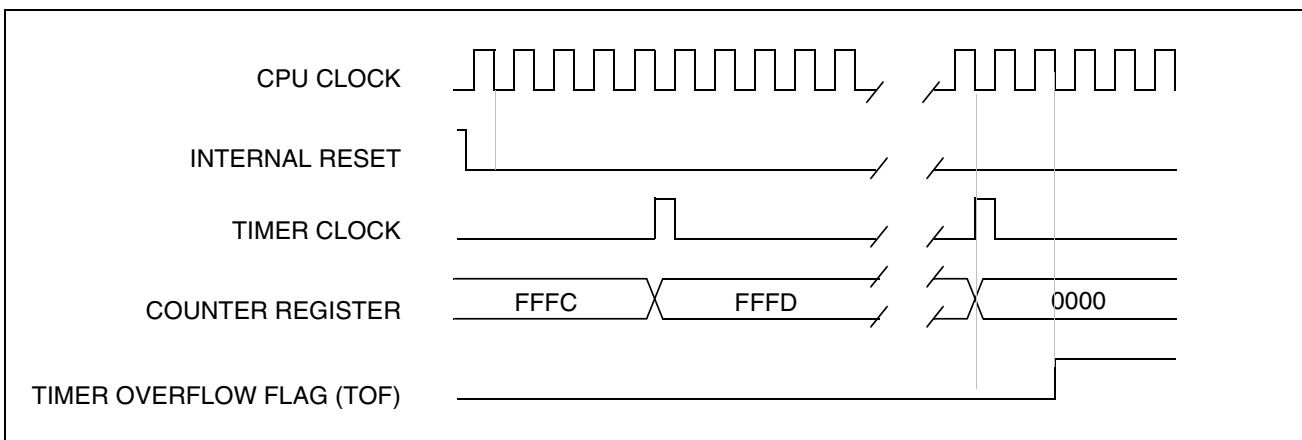 CPU CLOCK
INTERNAL RESET
TIMER CLOCK
COUNTER REGISTER FFFC FFFD 0000
TIMER OVERFLOW FLAG (TOF)